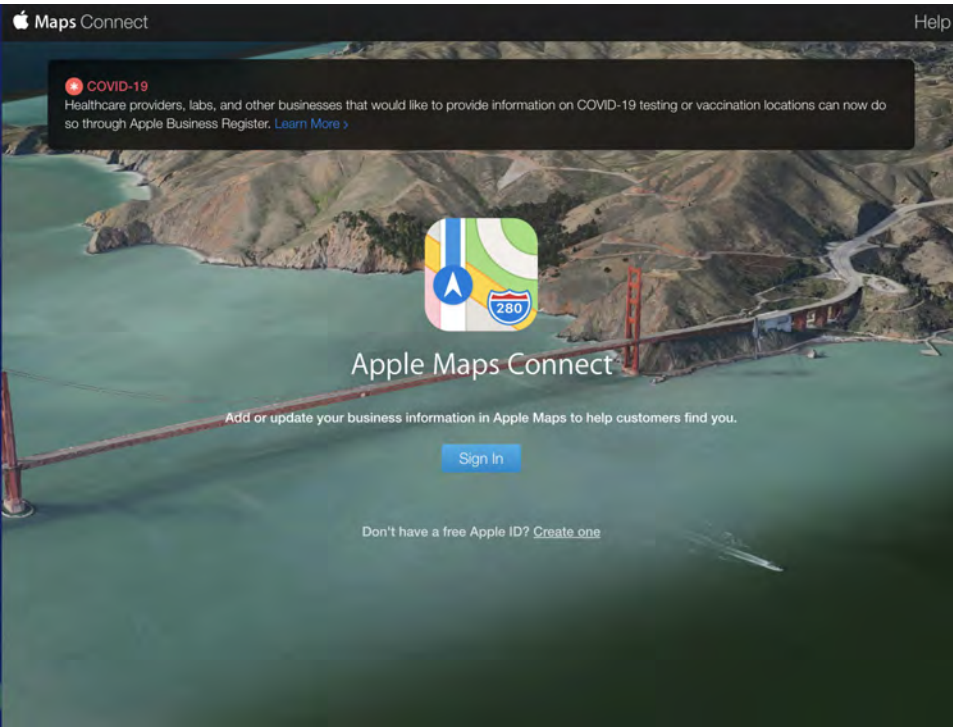 Maps Connect
Help
COVID-19
Healthcare providers, labs, and other businesses that would like to provide information on COVID-19 testing or vaccination locations can now do
so through Apple Business Register. Learn More >
280
Apple Maps Connect
Add or update your business information in Apple Maps to help customers find you.
Sign In
Don't have a free Apple ID? Create one